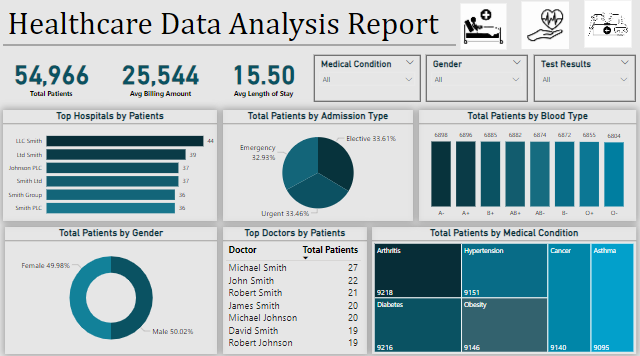 Healthcare Data Analysis Report
54,966
Total Patients
25,544
Avg Billing Amount
15.50
Avg Length of Stay
Medical Condition
All
Gender
All
Test Results
All
Top Hospitals by Patients
LLC Smith 44
Ltd Smith 39
Johnson PLC 37
Smith Ltd 37
Smith Group 36
Smith PLC 36
Total Patients by Admission Type
Elective 33.61%
Emergency
32.93%
Urgent 33.46%
Total Patients by Blood Type
6898 6896 6885 6882 6874 6872 6855 6804
A- A+ B+ AB+ AB- B- O+ O-
Total Patients by Gender
Female 49.98%
Male 50.02%
Top Doctors by Patients
Doctor Total Patients
Michael Smith 27
John Smith 22
Robert Smith 21
James Smith 20
Michael Johnson 20
David Smith 19
Robert Johnson 19
Total Patients by Medical Condition
Arthritis
9218
Diabetes
9216
Hypertension
9151
Obesity
9146
Cancer
9140
Asthma
9095